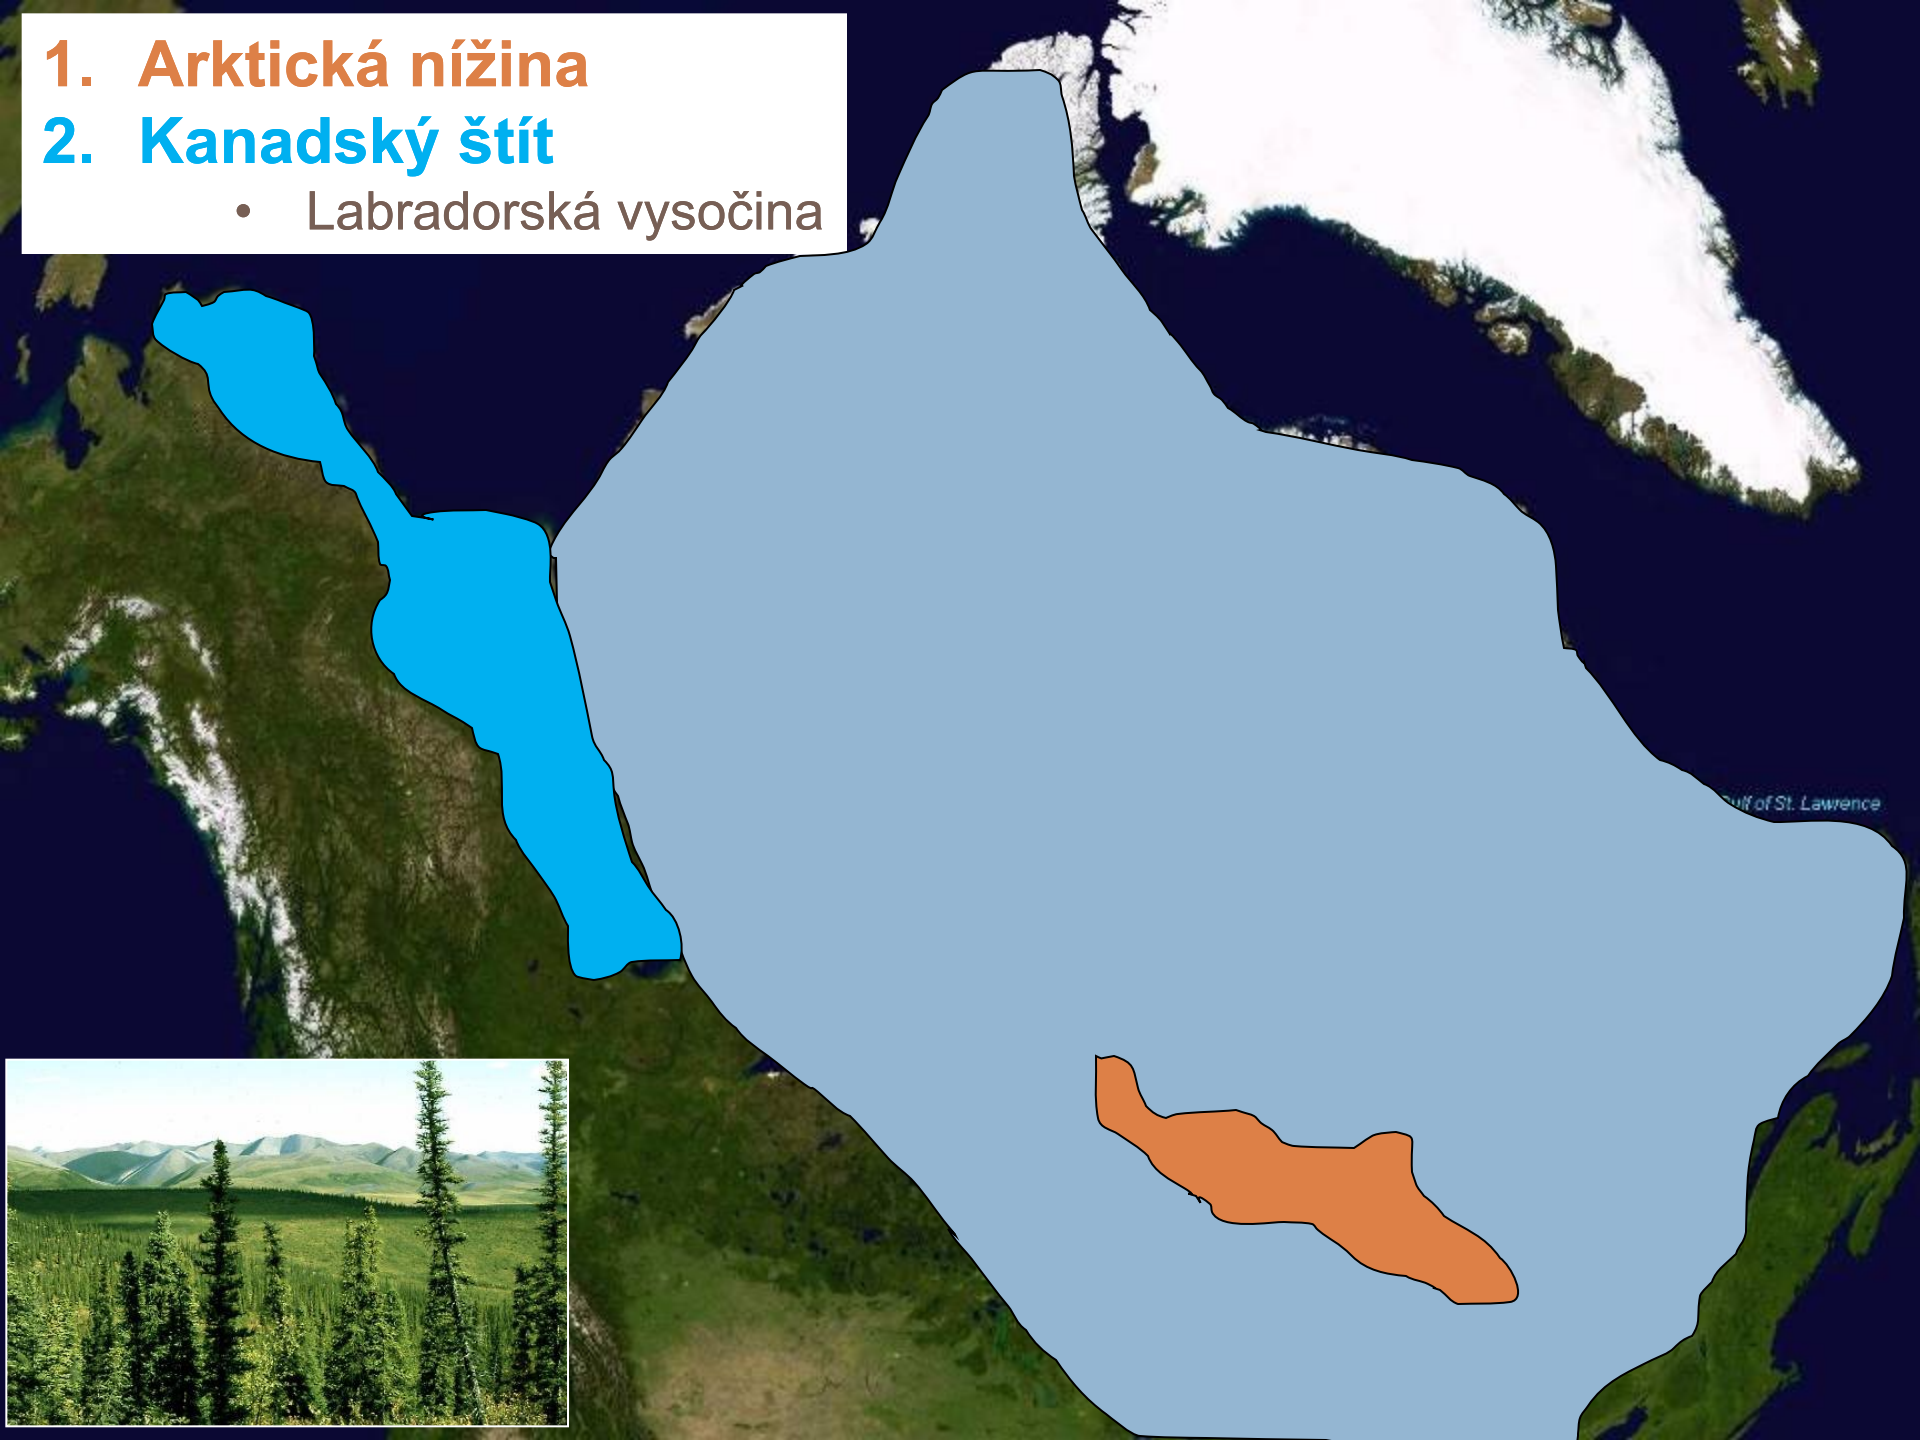 1. Arktická nížina
2. Kanadský štít
• Labradorská vysočina
Gulf of St. Lawrence